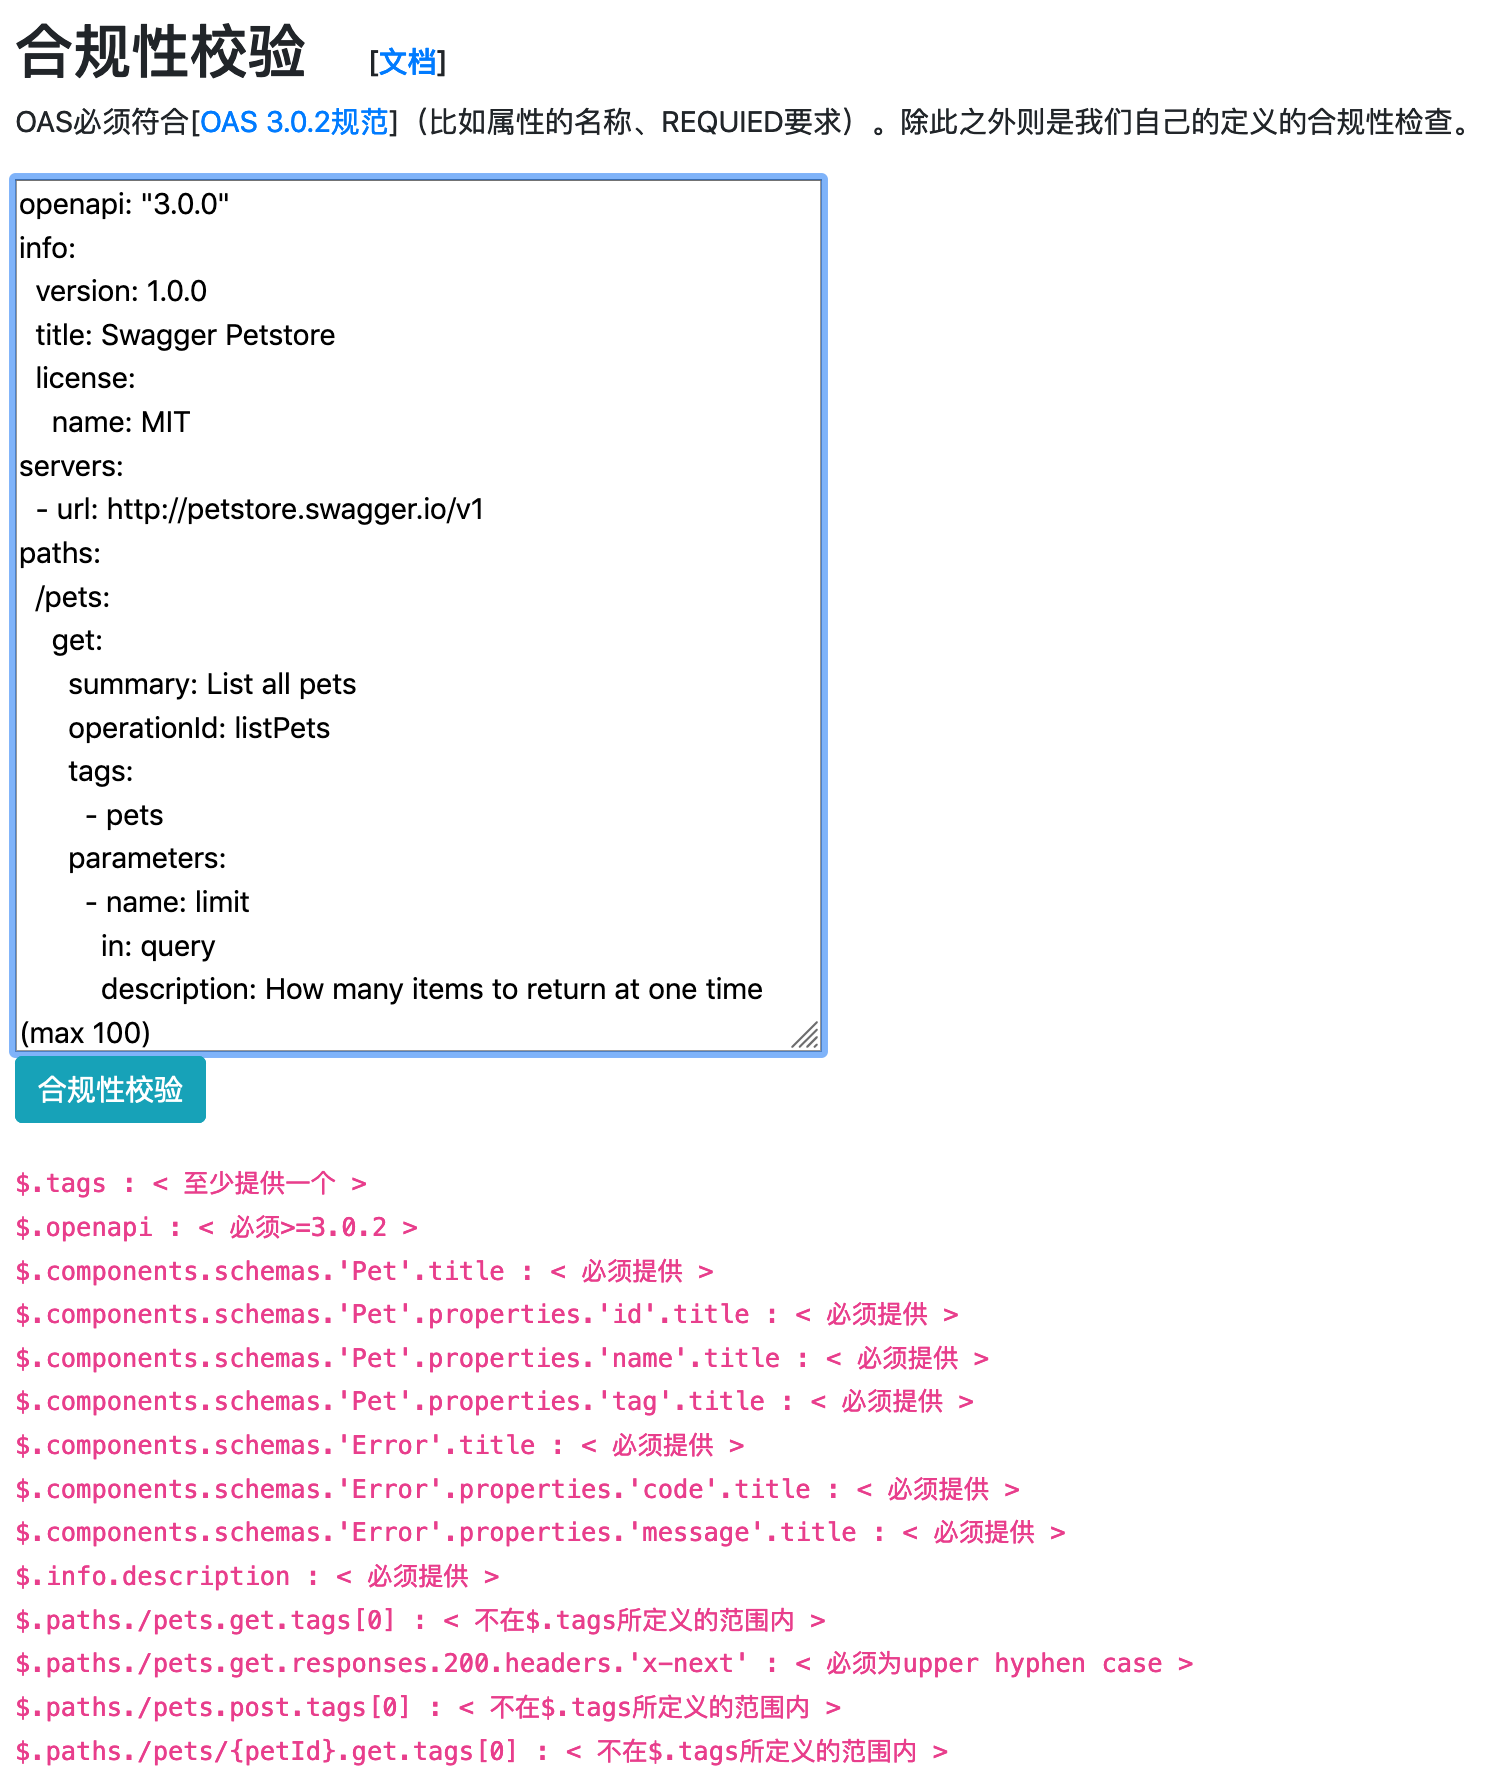 合规性校验 [文档]
OAS必须符合[OAS 3.0.2规范]（比如属性的名称、REQUIED要求）。除此之外则是我们自己的定义的合规性检查。
openapi: "3.0.0"
info:
  version: 1.0.0
  title: Swagger Petstore
  license:
    name: MIT
servers:
  - url: http://petstore.swagger.io/v1
paths:
  /pets:
    get:
      summary: List all pets
      operationId: listPets
      tags:
        - pets
      parameters:
        - name: limit
          in: query
          description: How many items to return at one time
(max 100)
合规性校验
$.tags : < 至少提供一个 >
$.openapi : < 必须>=3.0.2 >
$.components.schemas.'Pet'.title : < 必须提供 >
$.components.schemas.'Pet'.properties.'id'.title : < 必须提供 >
$.components.schemas.'Pet'.properties.'name'.title : < 必须提供 >
$.components.schemas.'Pet'.properties.'tag'.title : < 必须提供 >
$.components.schemas.'Error'.title : < 必须提供 >
$.components.schemas.'Error'.properties.'code'.title : < 必须提供 >
$.components.schemas.'Error'.properties.'message'.title : < 必须提供 >
$.info.description : < 必须提供 >
$.paths./pets.get.tags[0] : < 不在$.tags所定义的范围内 >
$.paths./pets.get.responses.200.headers.'x-next' : < 必须为upper hyphen case >
$.paths./pets.post.tags[0] : < 不在$.tags所定义的范围内 >
$.paths./pets/{petId}.get.tags[0] : < 不在$.tags所定义的范围内 >